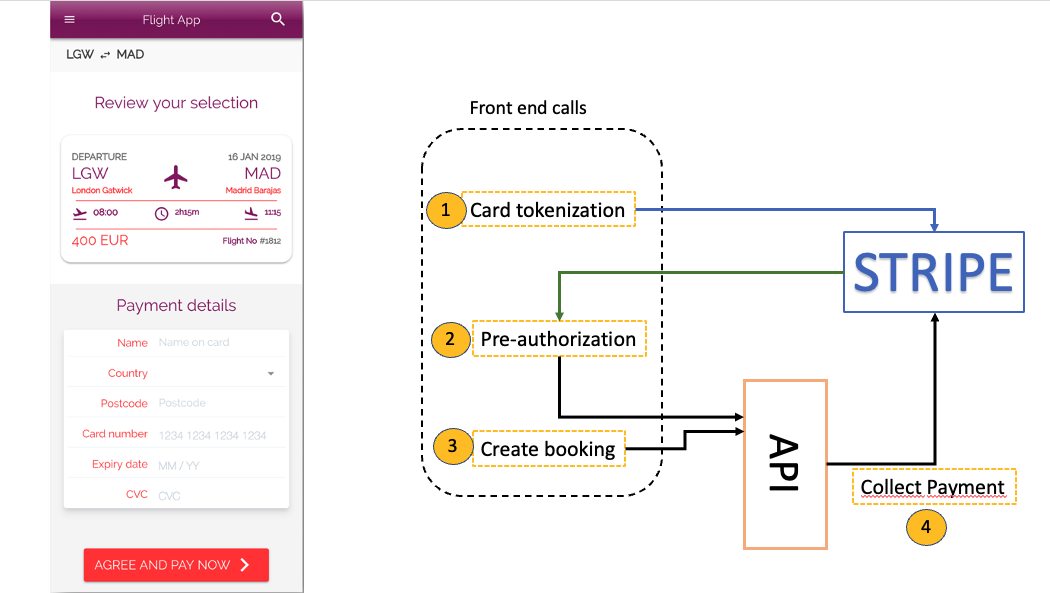 Flight App
LGW MAD
Review your selection
DEPARTURE 16 JAN 2019
LGW MAD
London Gatwick Madrid Barajas
08:00 2h15m 11:15
400 EUR Flight No #1812
Payment details
Name Name on card
Country
Postcode Postcode
Card number 1234 1234 1234 1234
Expiry date MM / YY
CVC CVC
AGREE AND PAY NOW
Front end calls
1 Card tokenization
STRIPE
2 Pre-authorization
3 Create booking
API
Collect Payment
4